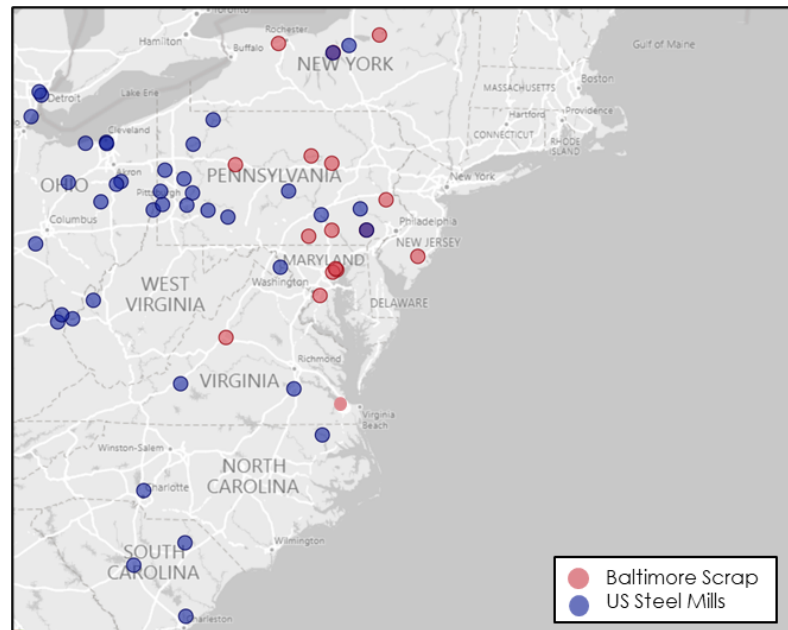 Toronto
Hamilton
Rochester
Buffalo
NEW YORK
Gulf of Maine
MASSACHUSETTS
Boston
Detroit
Lake Erie
Hartford
Providence
CONNECTICUT
RHODE
ISLAND
Cleveland
Akron
OHIO
PENNSYLVANIA
New York
Pittsburgh
Columbus
Philadelphia
NEW JERSEY
MARYLAND
WEST
VIRGINIA
Washington
DELAWARE
Richmond
VIRGINIA
Virginia
Beach
Winston-Salem
NORTH
CAROLINA
Charlotte
SOUTH
CAROLINA
Wilmington
Charleston
Baltimore Scrap
US Steel Mills